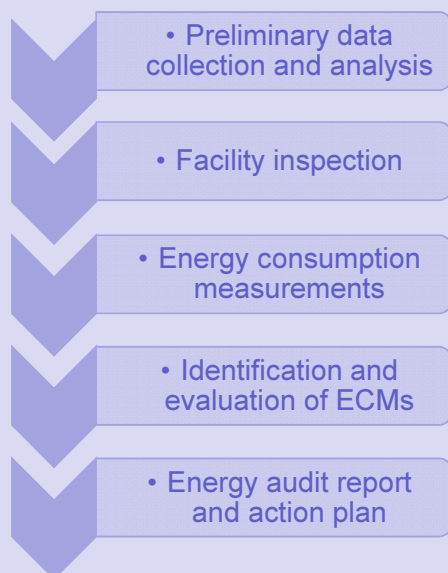 • Preliminary data
collection and analysis
• Facility inspection
• Energy consumption
measurements
• Identification and
evaluation of ECMs
• Energy audit report
and action plan